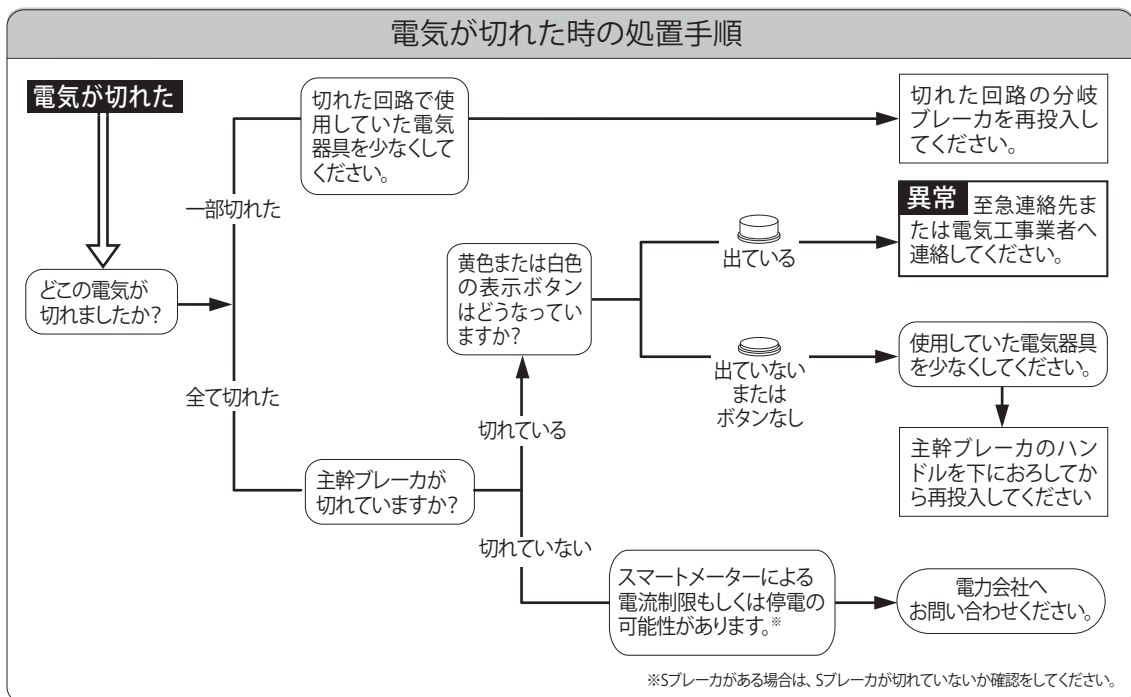 電気が切れた時の処置手順
電気が切れた
切れた回路で使
用していた電気
器具を少なくして
ください。
切れた回路の分岐
ブレーカを再投入し
てください。
一部切れた
異常 至急連絡先ま
たは電気工事業者へ
連絡してください。
出ている
どこの電気が
切れましたか?
黄色または白色
の表示ボタン
はどうなってい
ますか?
全て切れた
出ていない
または
ボタンなし
使用していた電気器具
を少なくしてください。
切れている
主幹ブレーカのハン
ドルを下におろしてか
ら再投入してください
主幹ブレーカが
切れていますか?
切れていない
スマートメーターによる
電流制限もしくは停電の
可能性があります。※
電力会社へ
お問い合わせください。
※Sブレーカがある場合は、Sブレーカが切れていないか確認をしてください。